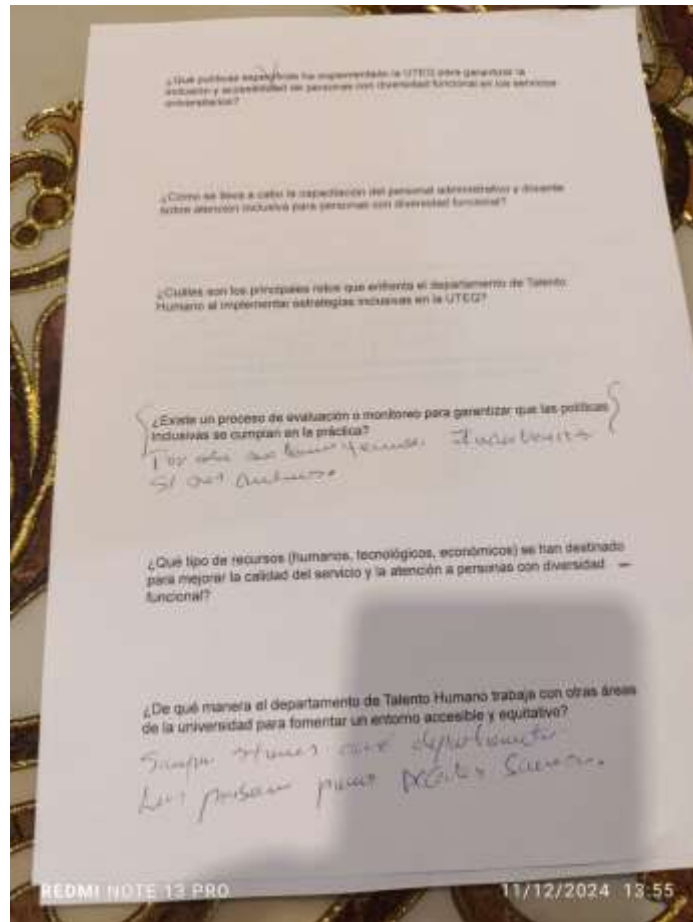 ¿Qué políticas específicas ha implementado la UTEQ para garantizar la
inclusión y accesibilidad de personas con diversidad funcional en los servicios
universitarios?
¿Cómo se lleva a cabo la capacitación del personal administrativo y docente
sobre atención inclusiva para personas con diversidad funcional?
¿Cuáles son los principales retos que enfrenta el departamento de Talento
Humano al implementar estrategias inclusivas en la UTEQ?
¿Existe un proceso de evaluación o monitoreo para garantizar que las políticas
inclusivas se cumplan en la práctica?
Por
Si
¿Qué tipo de recursos (humanos, tecnológicos, económicos) se han destinado
para mejorar la calidad del servicio y la atención a personas con diversidad
funcional?
¿De qué manera el departamento de Talento Humano trabaja con otras áreas
de la universidad para fomentar un entorno accesible y equitativo?
departamento
REDMI NOTE 13 PRO
11/12/2024 13:55